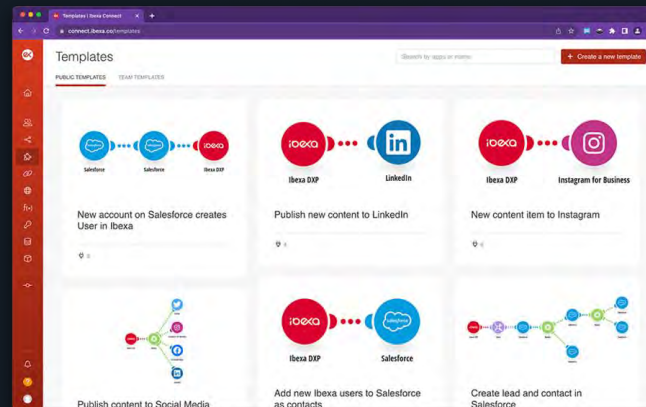 Templates | Ibexa Connect
connect.ibexa.co/templates
Templates
Search by apps or name
+ Create a new template
PUBLIC TEMPLATES
TEAM TEMPLATES
Salesforce
Salesforce
Ibexa DXP
New account on Salesforce creates
User in Ibexa
ibexa
Ibexa DXP
in
LinkedIn
Publish new content to LinkedIn
ibexa
Ibexa DXP
Instagram for Business
New content item to Instagram
Publish content to Social Media
ibexa
Ibexa DXP
salesforce
Salesforce
Add new Ibexa users to Salesforce
as contacts
Create lead and contact in
Salesforce